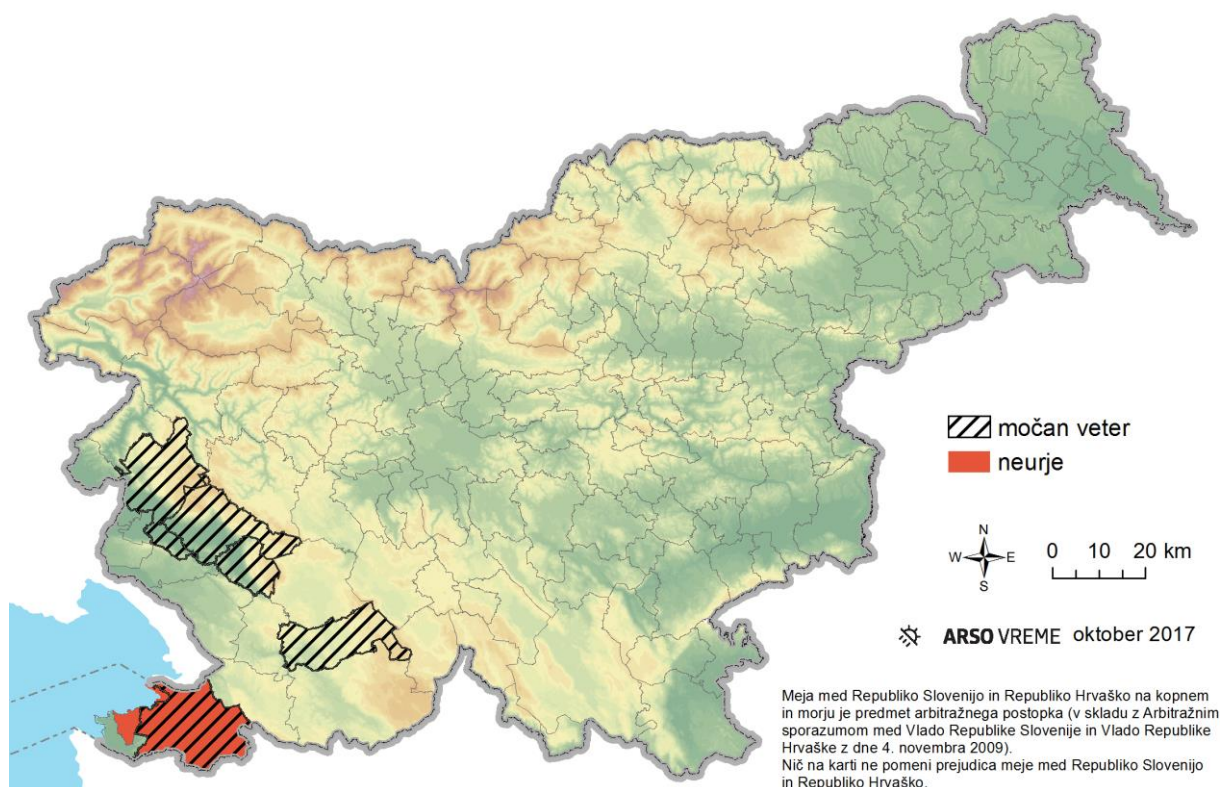 močan veter
neurje
N
W E
S
0 10 20 km
ARSO VREME oktober 2017
Meja med Republiko Slovenijo in Republiko Hrvaško na kopnem
in morju je predmet arbitražnega postopka (v skladu z Arbitražnim
sporazumom med Vlado Republike Slovenije in Vlado Republike
Hrvaške z dne 4. novembra 2009).
Nič na karti ne pomeni prejudica meje med Republiko Slovenijo
in Republiko Hrvaško.